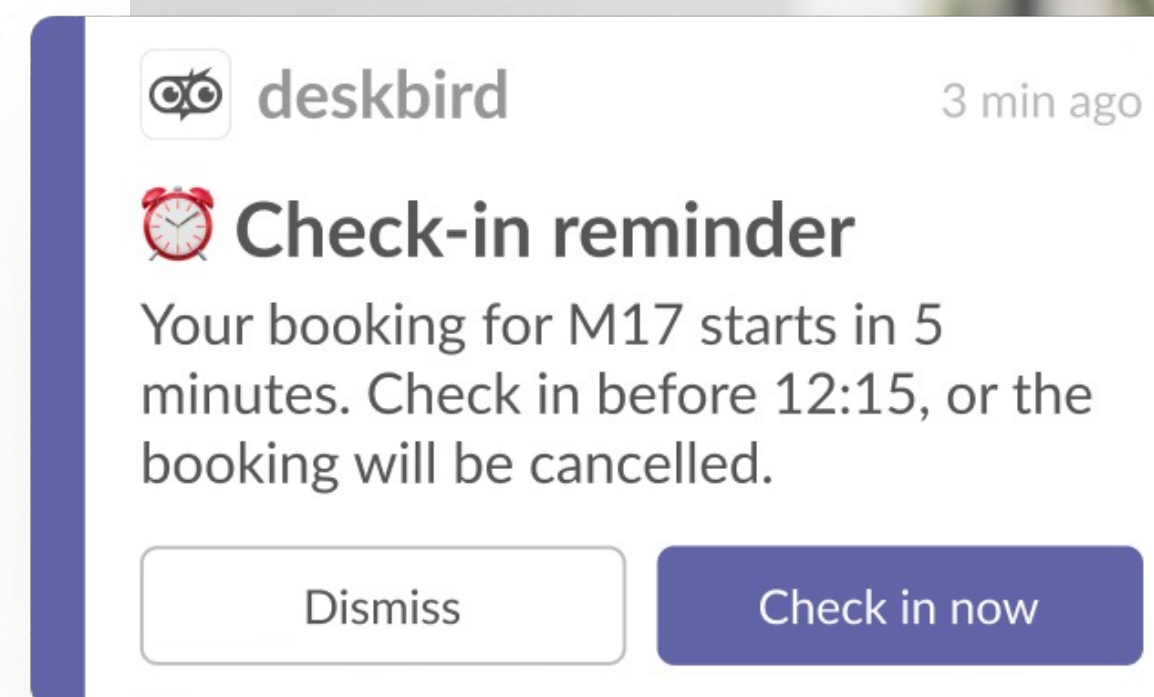 deskbird
3 min ago
Check-in reminder
Your booking for M17 starts in 5
minutes. Check in before 12:15, or the
booking will be cancelled.
Dismiss
Check in now